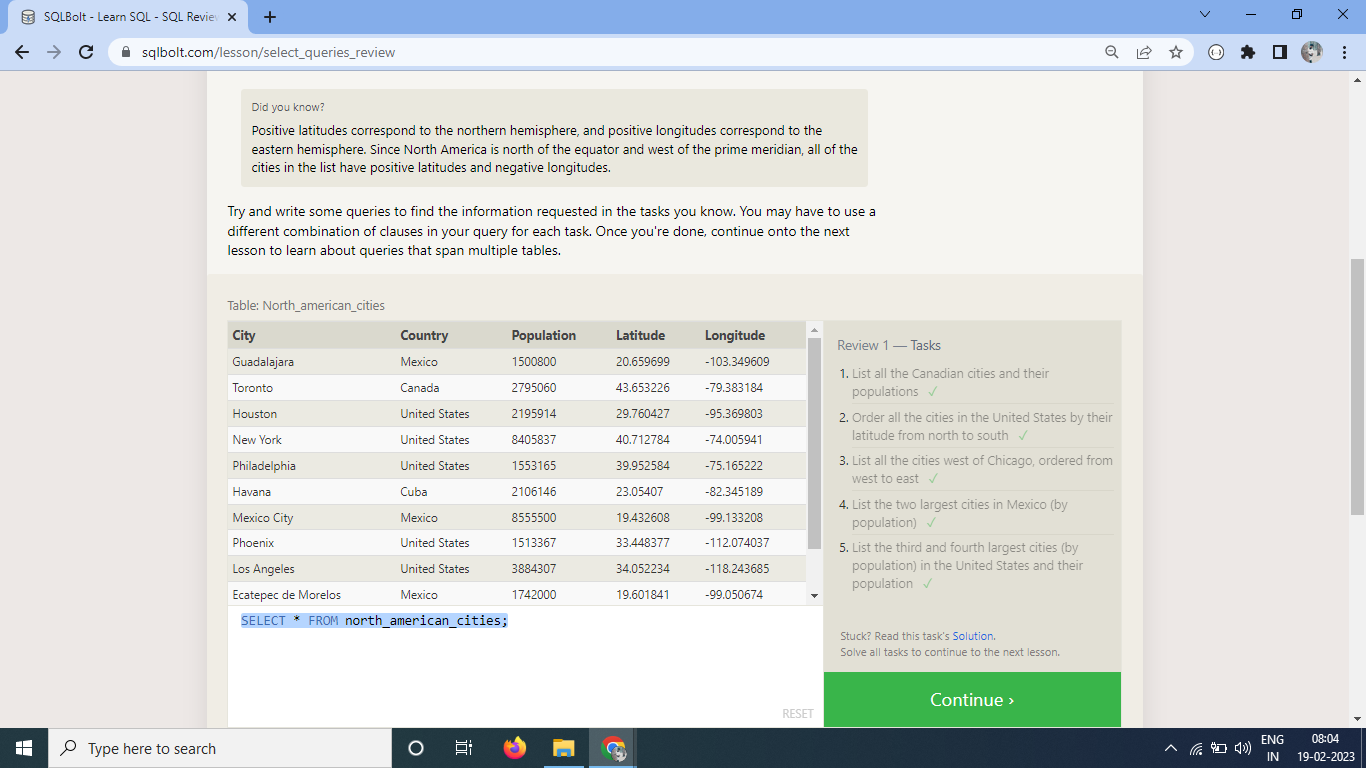 SQLBolt - Learn SQL - SQL Review
sqlbolt.com/lesson/select_queries_review
Did you know?
Positive latitudes correspond to the northern hemisphere, and positive longitudes correspond to the
eastern hemisphere. Since North America is north of the equator and west of the prime meridian, all of the
cities in the list have positive latitudes and negative longitudes.
Try and write some queries to find the information requested in the tasks you know. You may have to use a
different combination of clauses in your query for each task. Once you're done, continue onto the next
lesson to learn about queries that span multiple tables.
Table: North_american_cities
City Country Population Latitude Longitude
Guadalajara Mexico 1500800 20.659699 -103.349609
Toronto Canada 2795060 43.653226 -79.383184
Houston United States 2195914 29.760427 -95.369803
New York United States 8405837 40.712784 -74.005941
Philadelphia United States 1553165 39.952584 -75.165222
Havana Cuba 2106146 23.05407 -82.345189
Mexico City Mexico 8555500 19.432608 -99.133208
Phoenix United States 1513367 33.448377 -112.074037
Los Angeles United States 3884307 34.052234 -118.243685
Ecatepec de Morelos Mexico 1742000 19.601841 -99.050674
SELECT * FROM north_american_cities;
RESET
Review 1 — Tasks
1. List all the Canadian cities and their
populations ✓
2. Order all the cities in the United States by their
latitude from north to south ✓
3. List all the cities west of Chicago, ordered from
west to east ✓
4. List the two largest cities in Mexico (by
population) ✓
5. List the third and fourth largest cities (by
population) in the United States and their
population ✓
Stuck? Read this task's Solution.
Solve all tasks to continue to the next lesson.
Continue ›
Type here to search
ENG
IN
08:04
19-02-2023